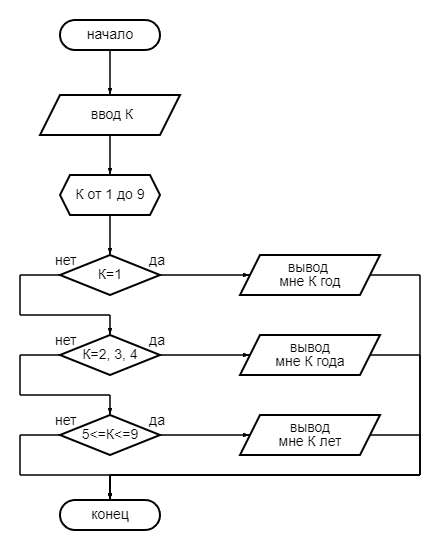 начало
ввод К
К от 1 до 9
нет
да
К=1
вывод
мне К год
нет
да
К=2, 3, 4
вывод
мне К года
нет
да
5<=К<=9
вывод
мне К лет
конец